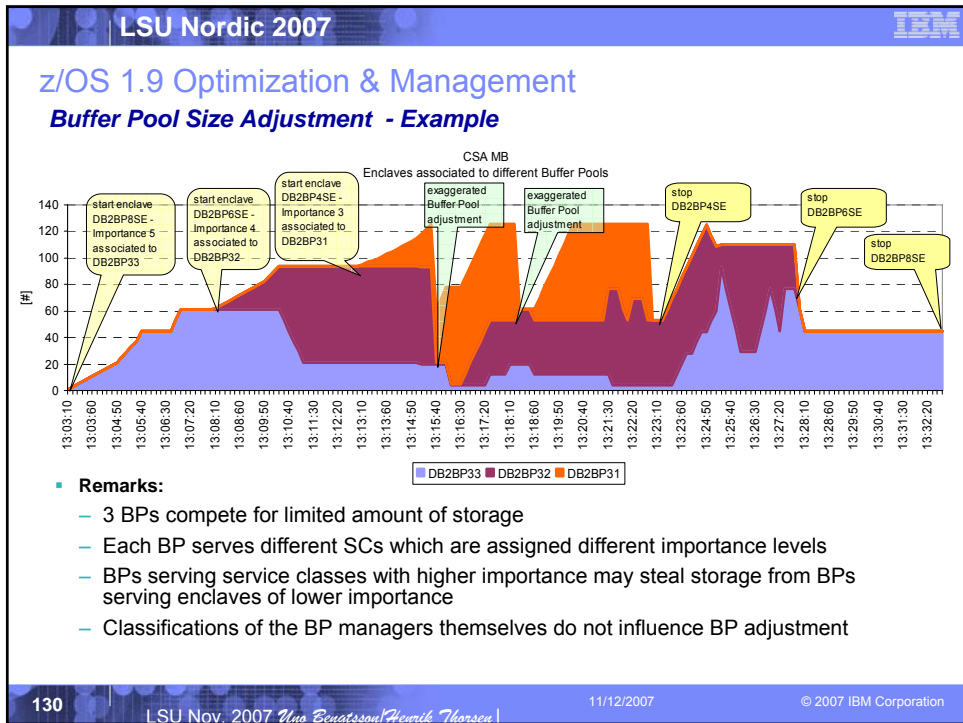 LSU Nordic 2007
IBM
z/OS 1.9 Optimization & Management
Buffer Pool Size Adjustment - Example
CSA MB
Enclaves associated to different Buffer Pools
start enclave
DB2BP8SE -
Importance 5
associated to
DB2BP33
start enclave
DB2BP6SE -
Importance 4
associated to
DB2BP32
start enclave
DB2BP4SE -
Importance 3
associated to
DB2BP31
exaggerated
Buffer Pool
adjustment
exaggerated
Buffer Pool
adjustment
stop
DB2BP4SE
stop
DB2BP6SE
stop
DB2BP8SE
140
120
100
80
60
40
20
0
[#]
13:03:10
13:03:60
13:04:50
13:05:40
13:06:30
13:07:20
13:08:10
13:08:60
13:09:50
13:10:40
13:11:30
13:12:20
13:13:10
13:13:60
13:14:50
13:15:40
13:16:30
13:17:20
13:18:10
13:18:60
13:19:50
13:20:40
13:21:30
13:22:20
13:23:10
13:23:60
13:24:50
13:25:40
13:26:30
13:27:20
13:28:10
13:28:60
13:29:50
13:30:40
13:31:30
13:32:20
DB2BP33 DB2BP32 DB2BP31
Remarks:
– 3 BPs compete for limited amount of storage
– Each BP serves different SCs which are assigned different importance levels
– BPs serving service classes with higher importance may steal storage from BPs
serving enclaves of lower importance
– Classifications of the BP managers themselves do not influence BP adjustment
130
LSU Nov. 2007 Uno Bengtsson/Henrik Thorsen |
11/12/2007
© 2007 IBM Corporation